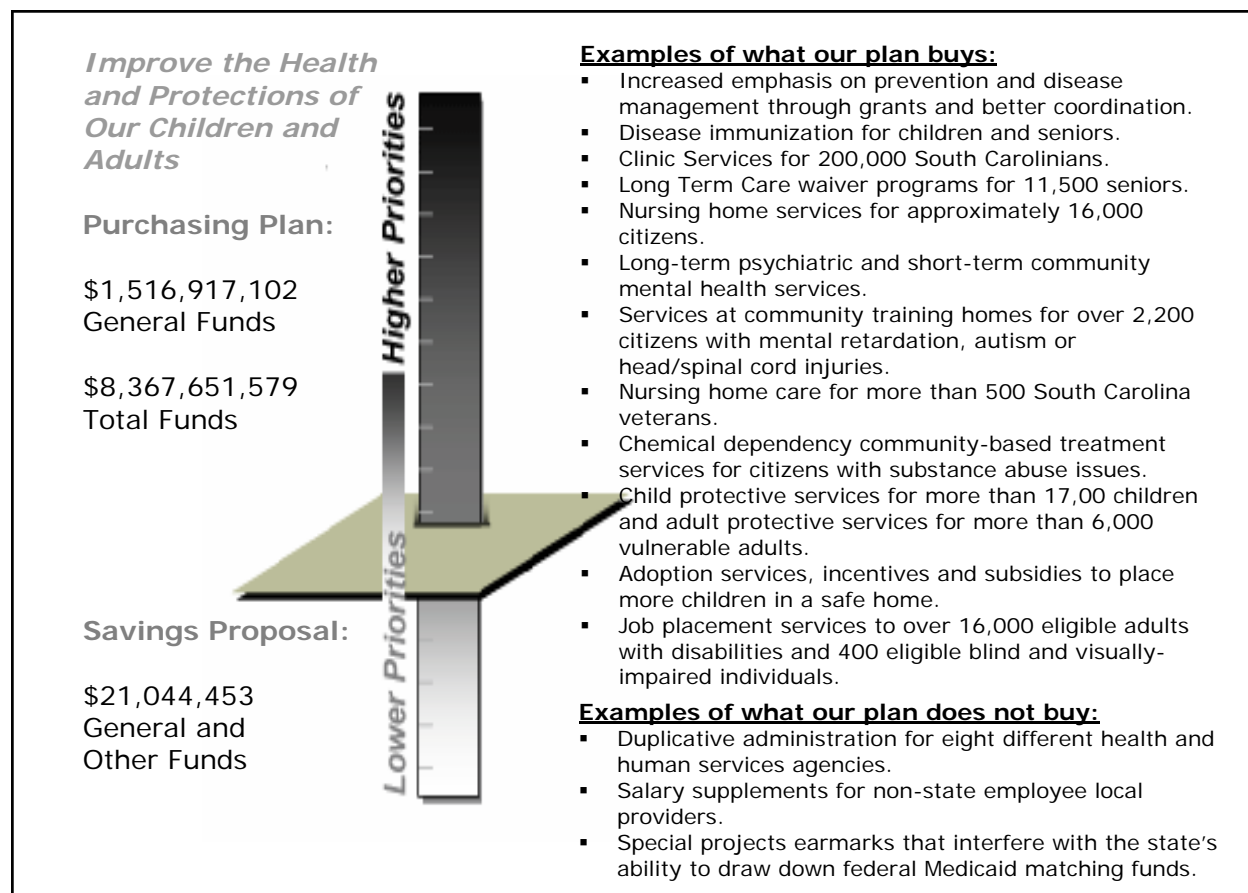 Improve the Health
and Protections of
Our Children and
Adults
Purchasing Plan:
$1,516,917,102
General Funds
$8,367,651,579
Total Funds
Savings Proposal:
$21,044,453
General and
Other Funds
Higher Priorities
Lower Priorities
Examples of what our plan buys:
▪ Increased emphasis on prevention and disease
management through grants and better coordination.
▪ Disease immunization for children and seniors.
▪ Clinic Services for 200,000 South Carolinians.
▪ Long Term Care waiver programs for 11,500 seniors.
▪ Nursing home services for approximately 16,000
citizens.
▪ Long-term psychiatric and short-term community
mental health services.
▪ Services at community training homes for over 2,200
citizens with mental retardation, autism or
head/spinal cord injuries.
▪ Nursing home care for more than 500 South Carolina
veterans.
▪ Chemical dependency community-based treatment
services for citizens with substance abuse issues.
▪ Child protective services for more than 17,00 children
and adult protective services for more than 6,000
vulnerable adults.
▪ Adoption services, incentives and subsidies to place
more children in a safe home.
▪ Job placement services to over 16,000 eligible adults
with disabilities and 400 eligible blind and visually-
impaired individuals.
Examples of what our plan does not buy:
▪ Duplicative administration for eight different health and
human services agencies.
▪ Salary supplements for non-state employee local
providers.
▪ Special projects earmarks that interfere with the state’s
ability to draw down federal Medicaid matching funds.